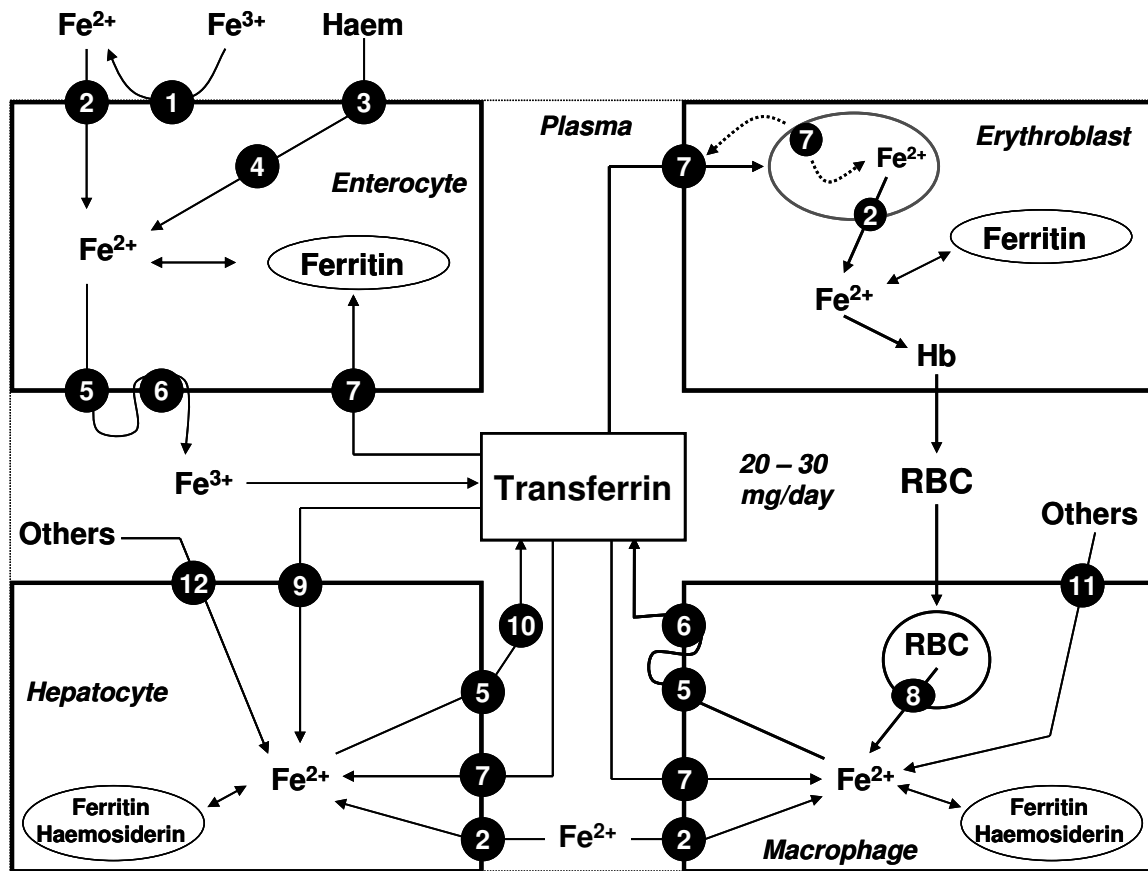 Fe2+ Fe3+ Haem
2 1 3
4
Enterocyte
Fe2+
Ferritin
5 6 7
Fe3+
Plasma
Erythroblast
7 7 Fe2+
2
Ferritin
Fe2+
Hb
Transferrin
20 – 30
mg/day
RBC
Others
12 9
10
Hepatocyte
5
Fe2+
7
Ferritin
Haemosiderin
2
Fe2+
Others
11
6
RBC
5
8
7
Fe2+
2
Ferritin
Haemosiderin
Macrophage